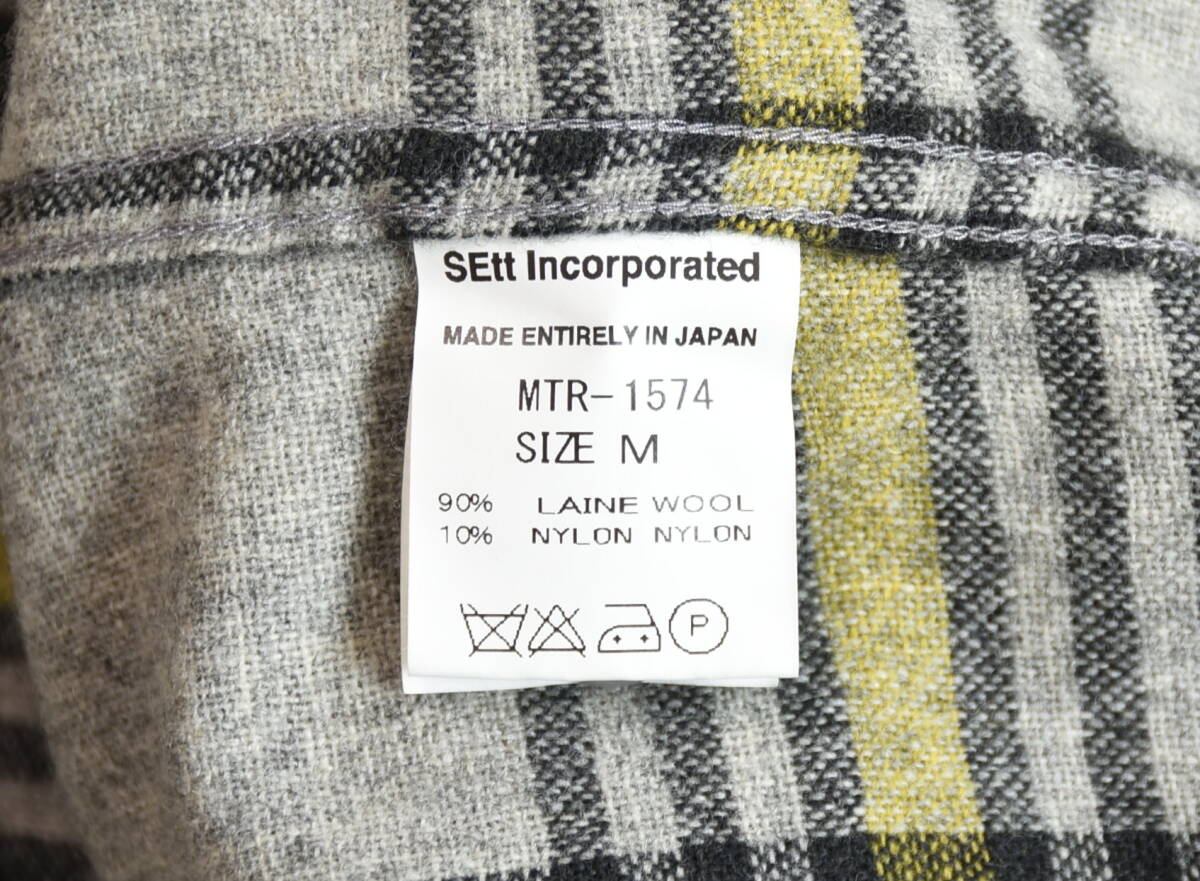 SEtt Incorporated
MADE ENTIRELY IN JAPAN
MTR-1574
SIZE M
90% LAINE WOOL
10% NYLON NYLON
P